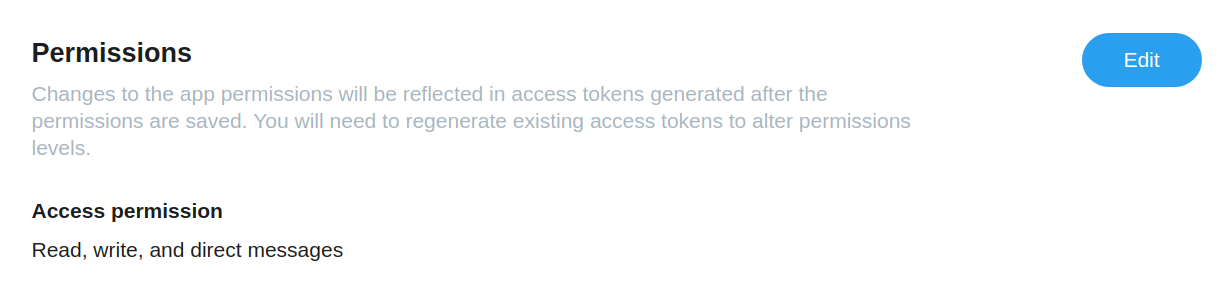 Permissions
Edit
Changes to the app permissions will be reflected in access tokens generated after the
permissions are saved. You will need to regenerate existing access tokens to alter permissions
levels.
Access permission
Read, write, and direct messages